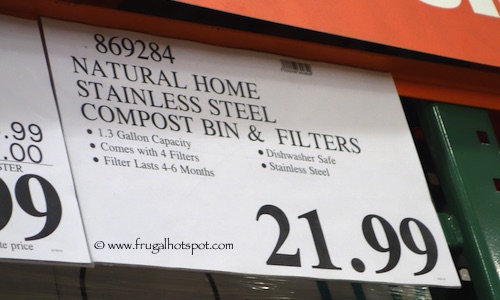 869284
NATURAL HOME
STAINLESS STEEL
COMPOST BIN & FILTERS
• 1.3 Gallon Capacity
• Comes with 4 Filters
• Filter Lasts 4-6 Months
• Dishwasher Safe
• Stainless Steel
21.99
© www.frugalhotspot.com
.99
.00
99
price